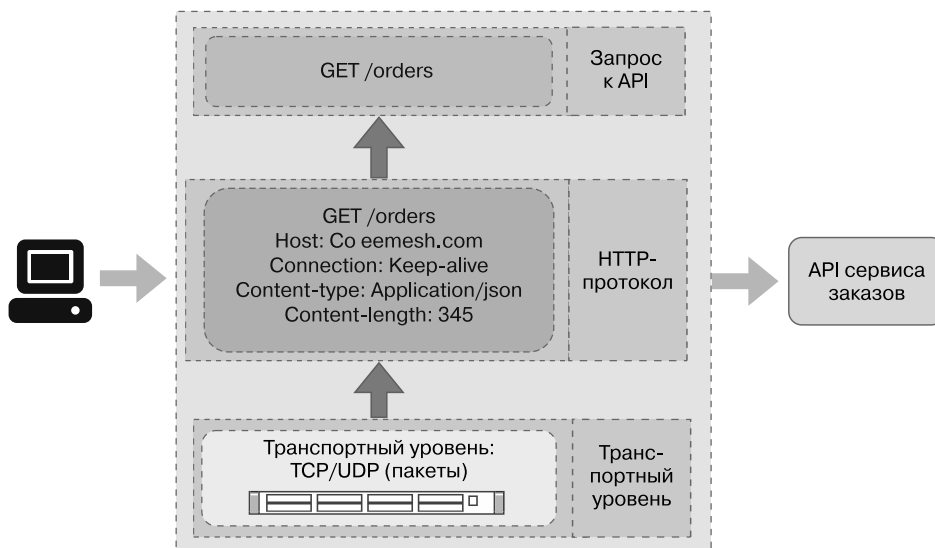 GET /orders
Запрос
к API
GET /orders
Host: Co eemesh.com
Connection: Keep-alive
Content-type: Application/json
Content-length: 345
HTTP-
протокол
API сервиса
заказов
Транспортный уровень:
TCP/UDP (пакеты)
Транс-
портный
уровень